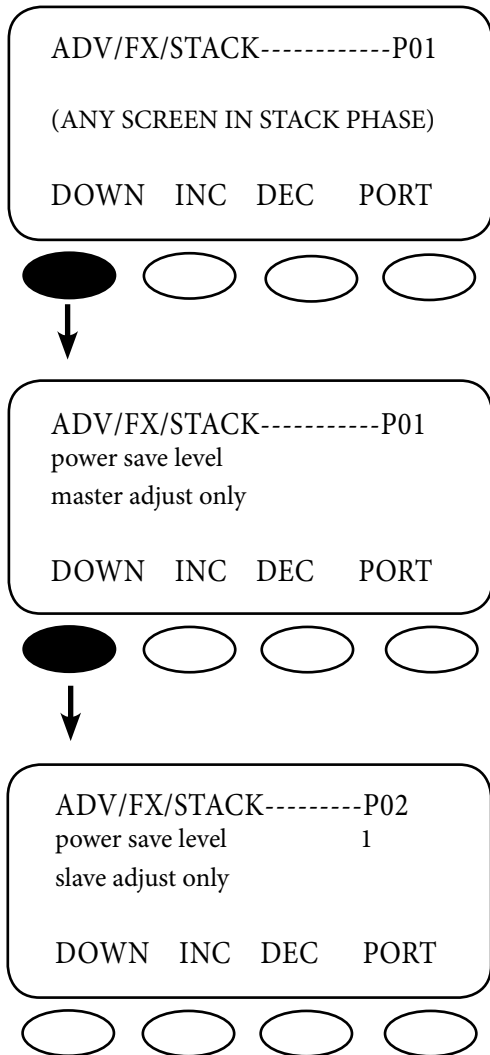 ADV/FX/STACK------------P01
(ANY SCREEN IN STACK PHASE)
DOWN INC DEC PORT
ADV/FX/STACK-----------P01
power save level
master adjust only
DOWN INC DEC PORT
ADV/FX/STACK---------P02
power save level 1
slave adjust only
DOWN INC DEC PORT